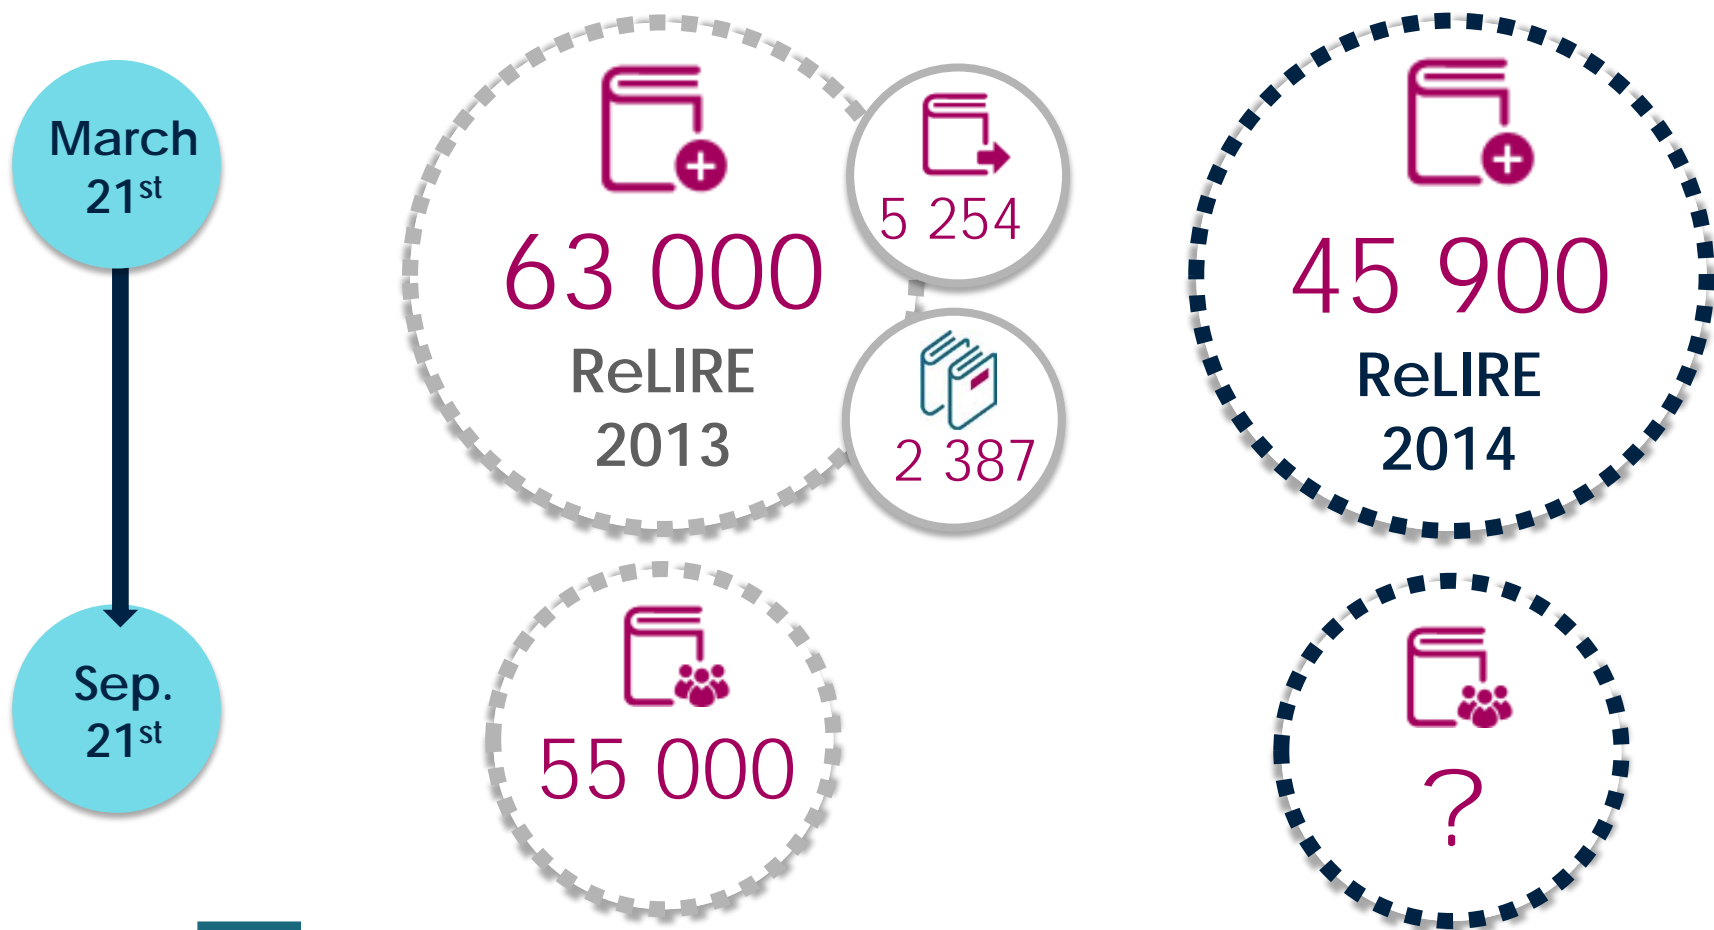 March
21st
Sep.
21st
63 000
ReLIRE
2013
5 254
2 387
55 000
45 900
ReLIRE
2014
?